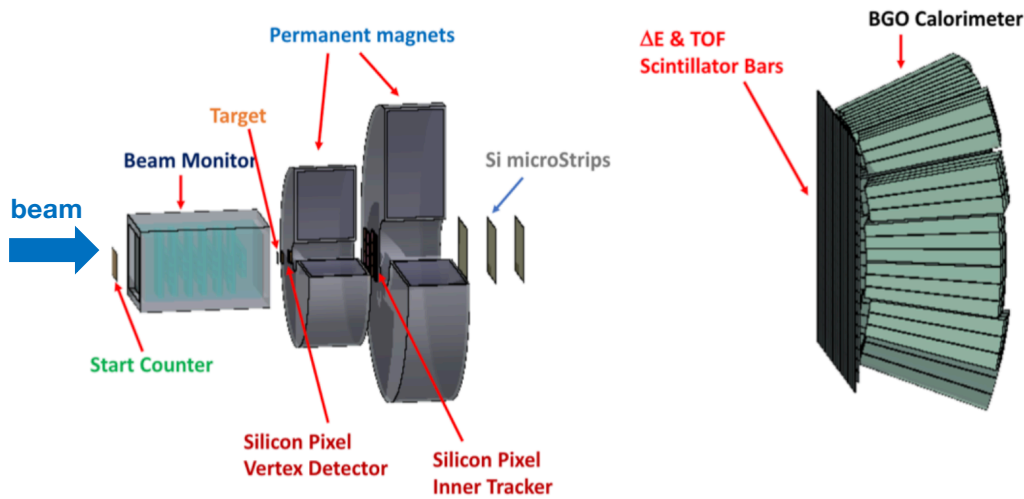 BGO Calorimeter
Permanent magnets
ΔE & TOF
Scintillator Bars
Target
Beam Monitor
Si microStrips
beam
Start Counter
Silicon Pixel
Vertex Detector
Silicon Pixel
Inner Tracker